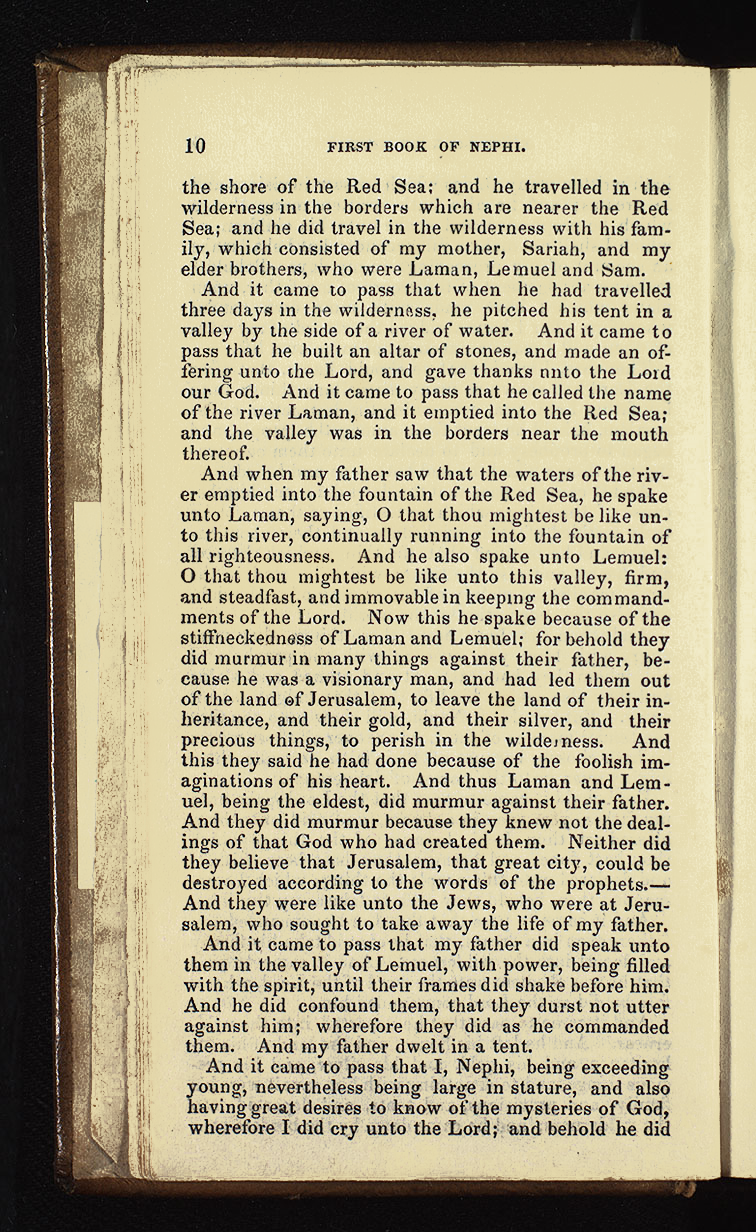 10 FIRST BOOK OF NEPHI.
the shore of the Red Sea; and he travelled in the
wilderness in the borders which are nearer the Red
Sea; and he did travel in the wilderness with his fam-
ily, which consisted of my mother, Sariah, and my
elder brothers, who were Laman, Lemuel and Sam.
And it came to pass that when he had travelled
three days in the wilderness, he pitched his tent in a
valley by the side of a river of water. And it came to
pass that he built an altar of stones, and made an of-
fering unto the Lord, and gave thanks nnto the Lord
our God. And it came to pass that he called the name
of the river Laman, and it emptied into the Red Sea;
and the valley was in the borders near the mouth
thereof.
And when my father saw that the waters of the riv-
er emptied into the fountain of the Red Sea, he spake
unto Laman, saying, O that thou mightest be like un-
to this river, continually running into the fountain of
all righteousness. And he also spake unto Lemuel:
O that thou mightest be like unto this valley, firm,
and steadfast, and immovable in keeping the command-
ments of the Lord. Now this he spake because of the
stiffneckedness of Laman and Lemuel; for behold they
did murmur in many things against their father, be-
cause he was a visionary man, and had led them out
of the land of Jerusalem, to leave the land of their in-
heritance, and their gold, and their silver, and their
precious things, to perish in the wilderness. And
this they said he had done because of the foolish im-
aginations of his heart. And thus Laman and Lem-
uel, being the eldest, did murmur against their father.
And they did murmur because they knew not the deal-
ings of that God who had created them. Neither did
they believe that Jerusalem, that great city, could be
destroyed according to the words of the prophets.—
And they were like unto the Jews, who were at Jeru-
salem, who sought to take away the life of my father.
And it came to pass that my father did speak unto
them in the valley of Lemuel, with power, being filled
with the spirit, until their frames did shake before him.
And he did confound them, that they durst not utter
against him; wherefore they did as he commanded
them. And my father dwelt in a tent.
And it came to pass that I, Nephi, being exceeding
young, nevertheless being large in stature, and also
having great desires to know of the mysteries of God,
wherefore I did cry unto the Lord; and behold he did